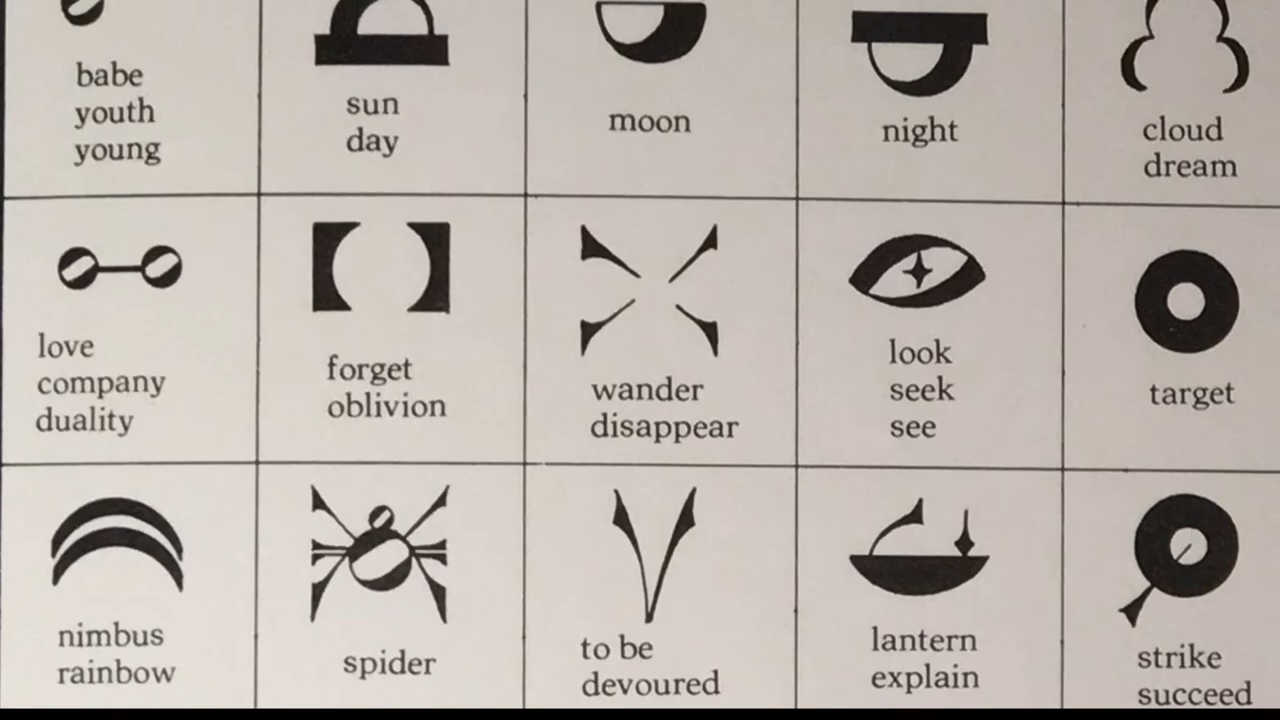 babe
youth
young
sun
day
moon
night
cloud
dream
love
company
duality
forget
oblivion
wander
disappear
look
seek
see
target
nimbus
rainbow
spider
to be
devoured
lantern
explain
strike
succeed